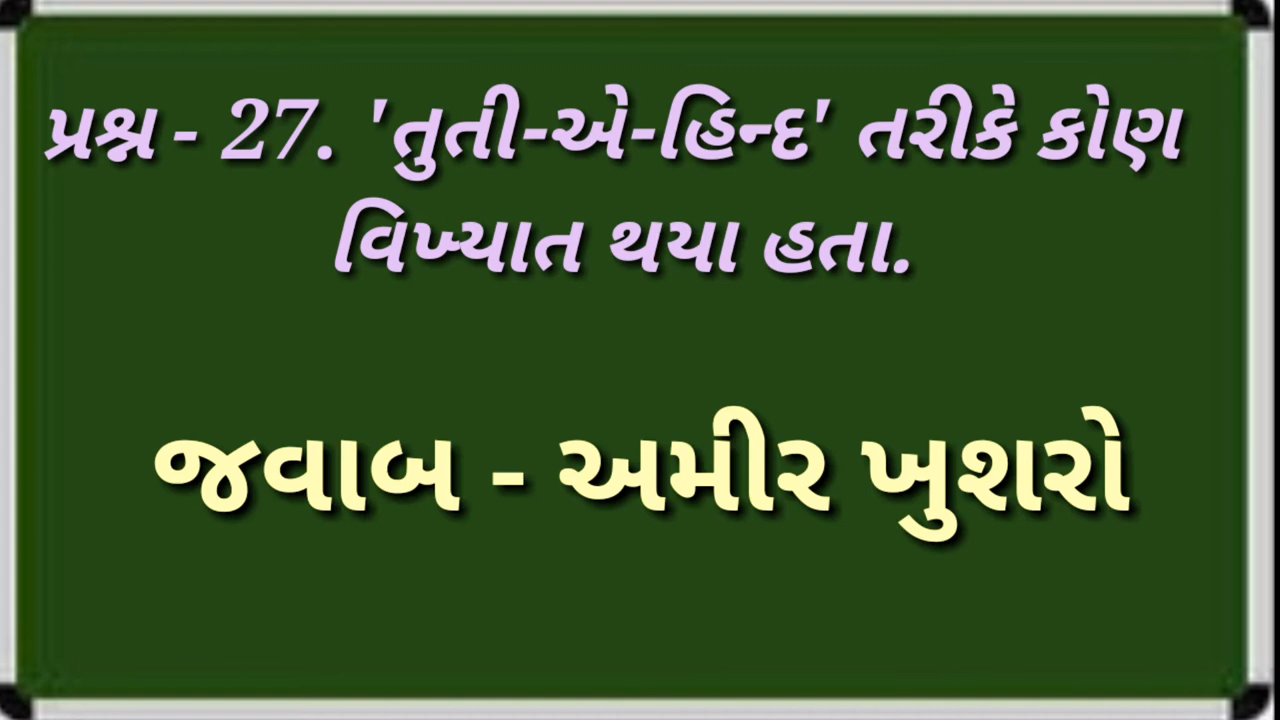 પ્રશ્ન - 27. 'તુતી-એ-હિન્દ' તરીકે કોણ
વિખ્યાત થયા હતા.
જવાબ - અમીર ખુશરો